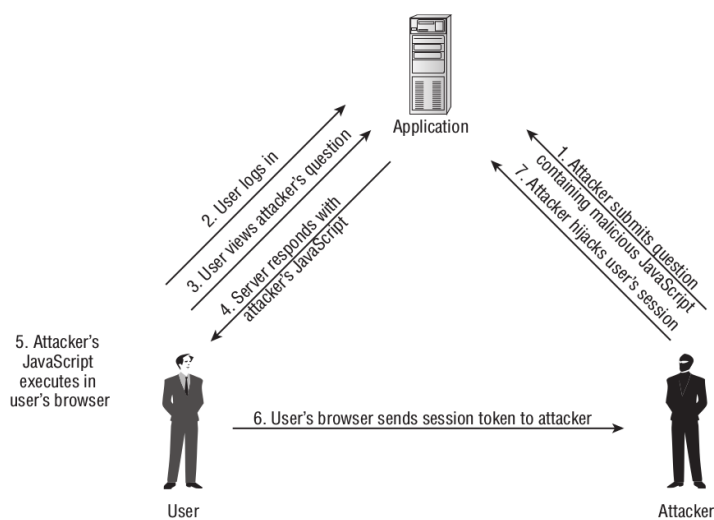 Application
2. User logs in
3. User views attacker's question
4. Server responds with
attacker's JavaScript
1. Attacker submits question
containing malicious JavaScript
7. Attacker hijacks user's session
5. Attacker's
JavaScript
executes in
user's browser
6. User's browser sends session token to attacker
User
Attacker